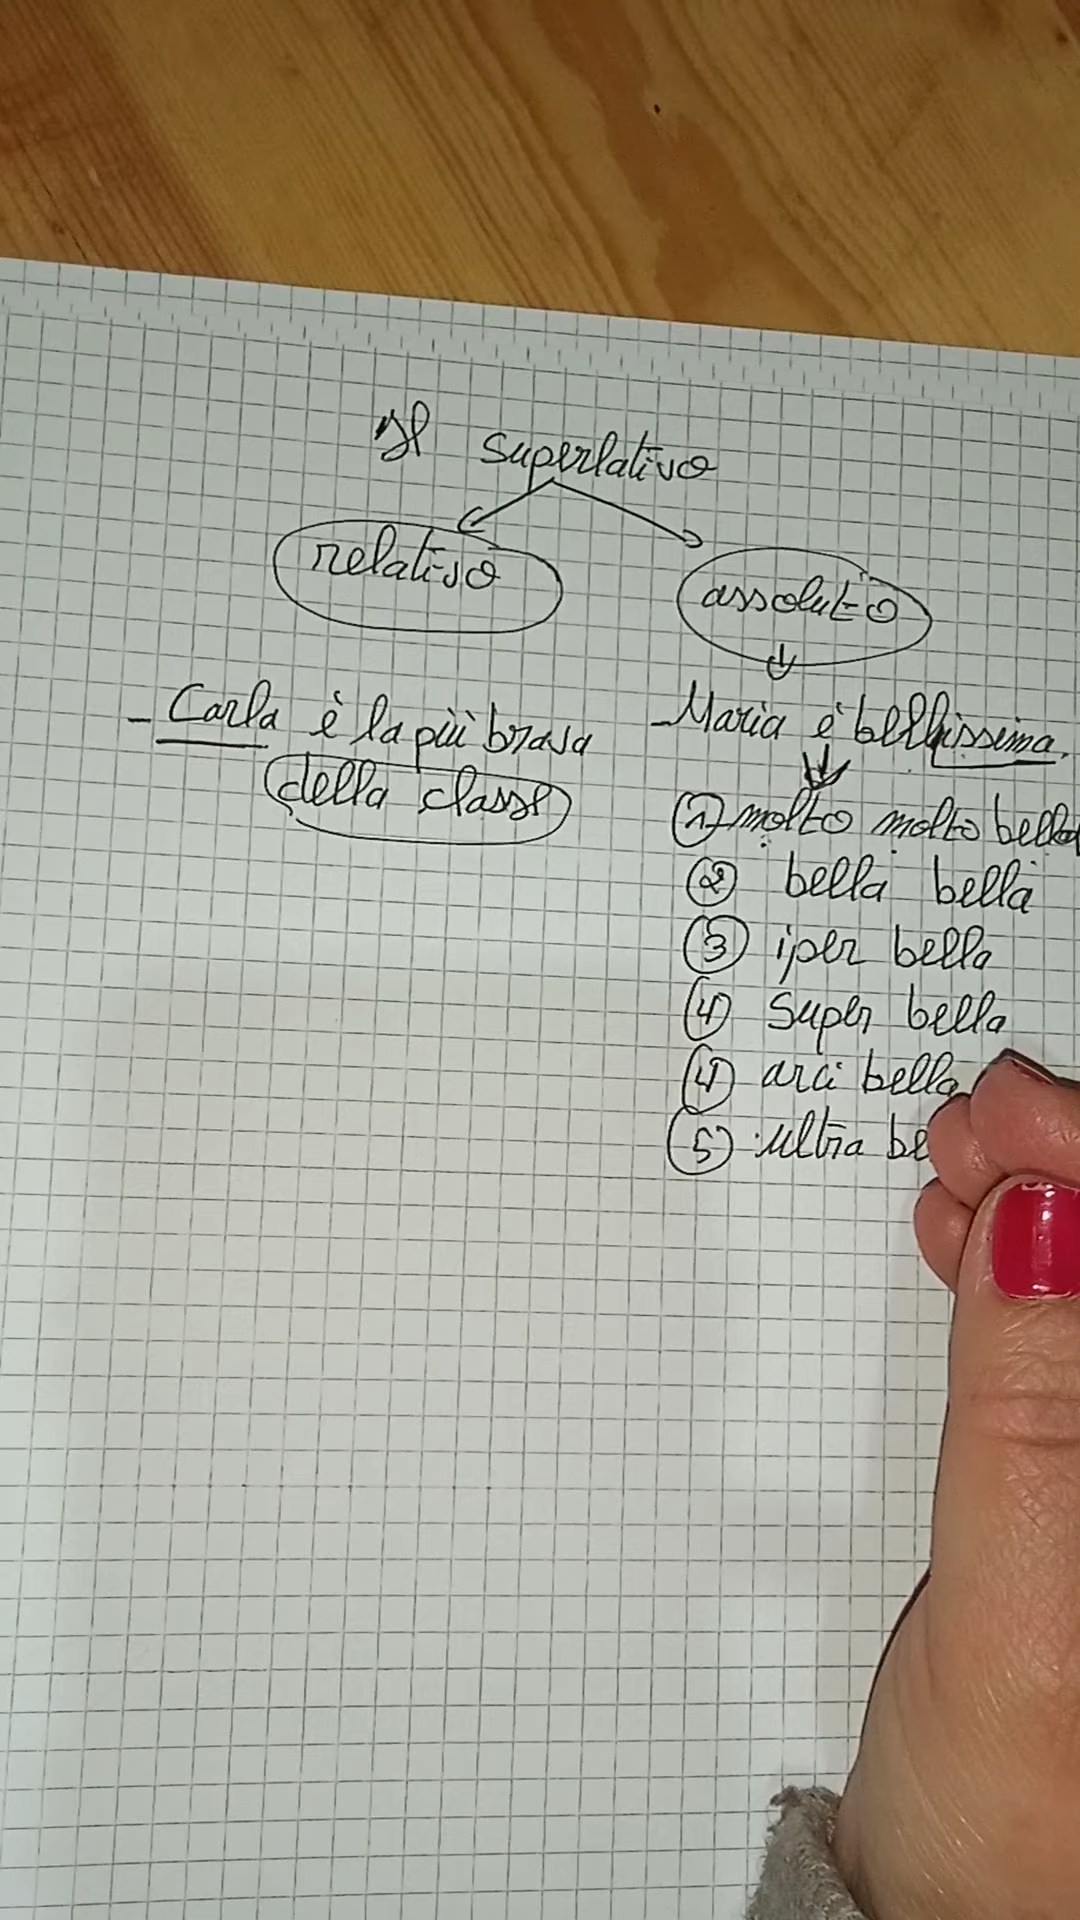 Il superlativo
relativo
assoluto
- Carla è la più brava
della classe
- Maria è bellissima.
① molto molto bella
② bella bella
③ iper bella
④ Super bella
④ arci bella
⑤ ultra be